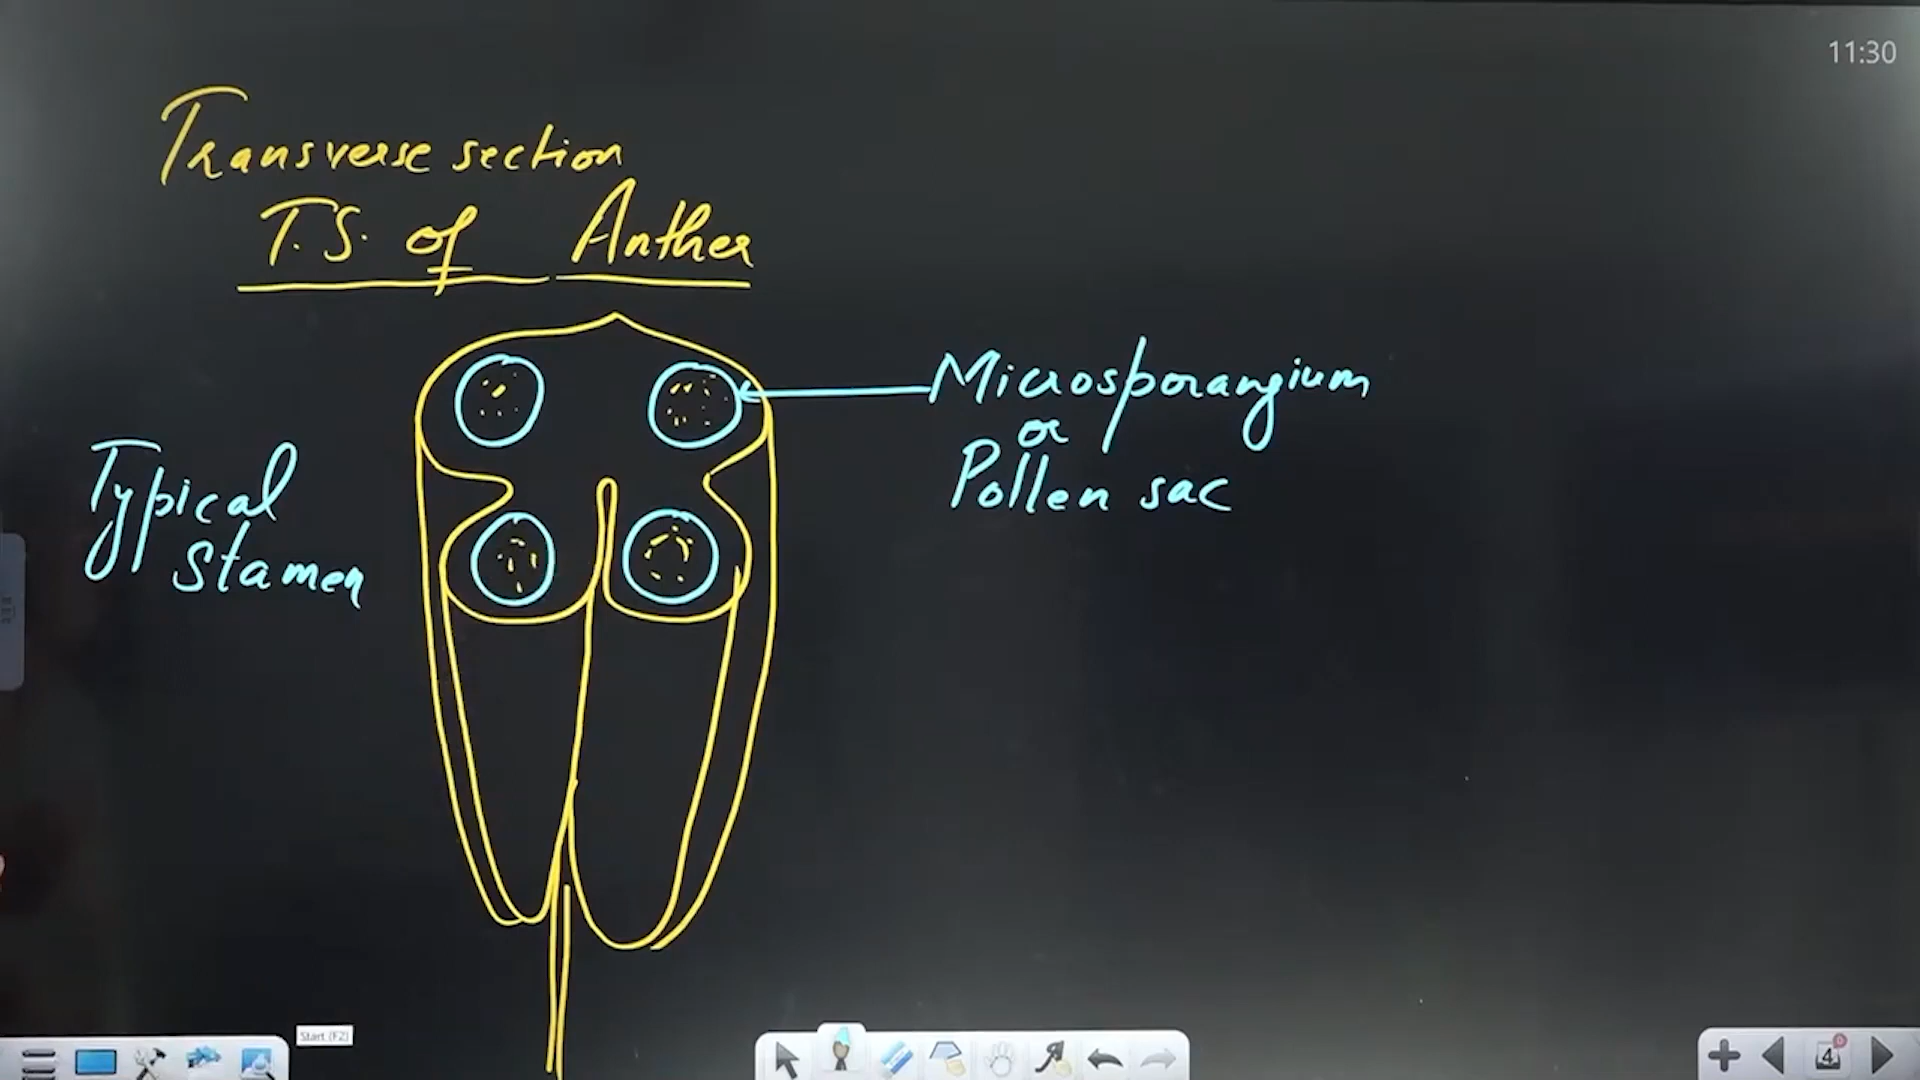 11:30
Transverse section
T.S. of Anther
Microsporangium
or
Pollen sac
Typical
Stamen
Start (F2)
4